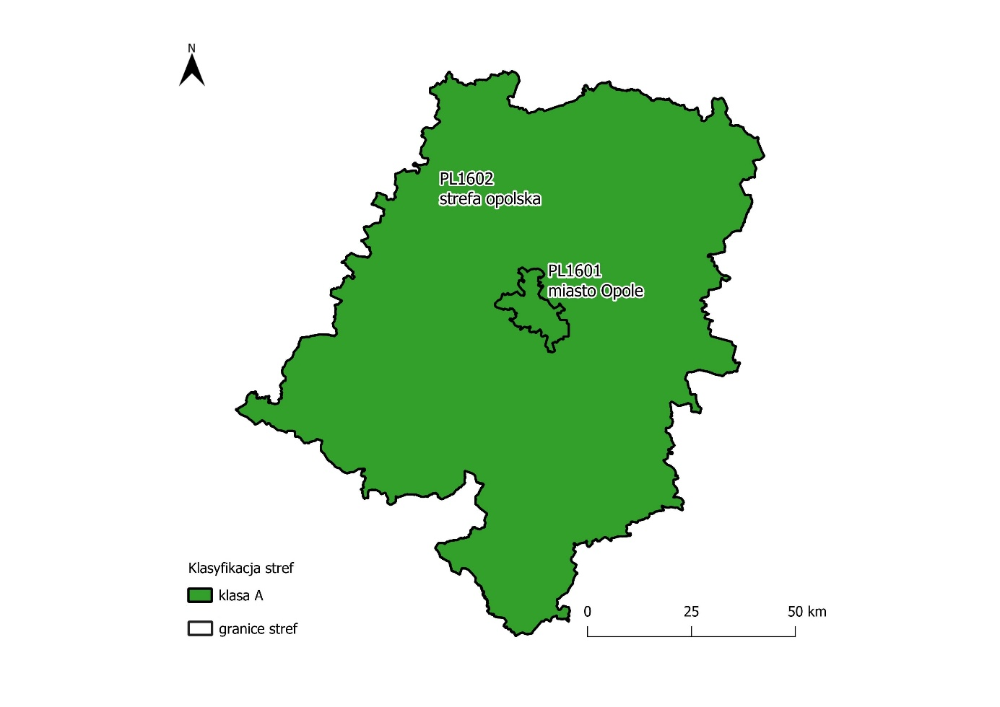 N
PL1602
strefa opolska
PL1601
miasto Opole
Klasyfikacja stref
klasa A
granice stref
0 25 50 km